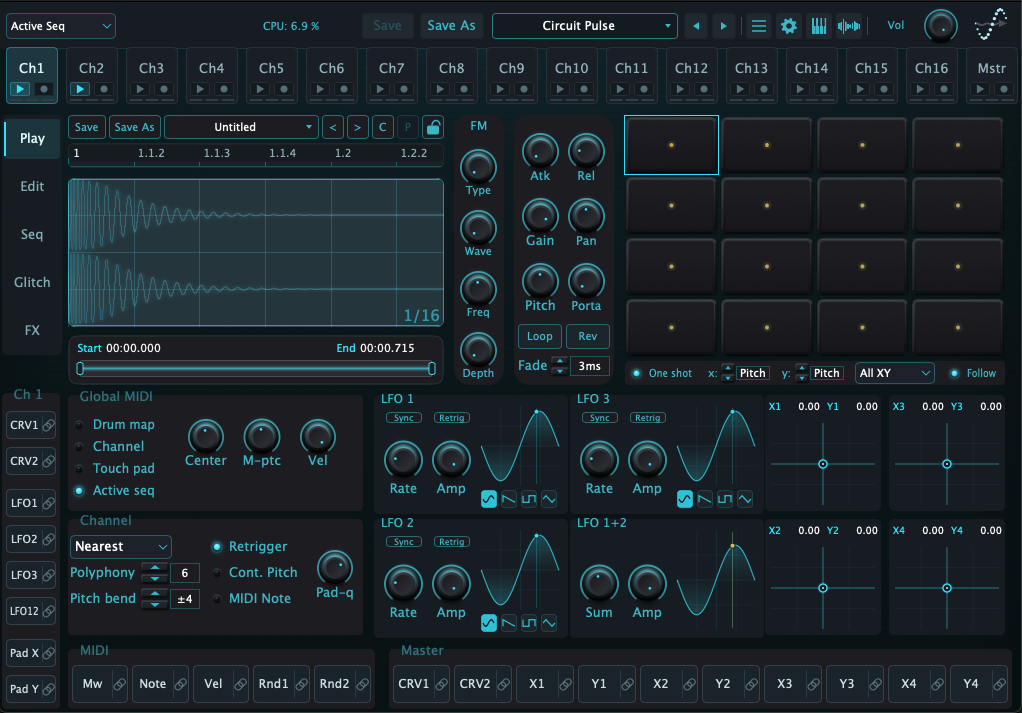 Active Seq CPU: 6.9 % Save Save As Circuit Pulse Vol
Ch1 Ch2 Ch3 Ch4 Ch5 Ch6 Ch7 Ch8 Ch9 Ch10 Ch11 Ch12 Ch13 Ch14 Ch15 Ch16 Mstr
Play
Edit
Seq
Glitch
FX
Save Save As Untitled < > C P
1 1.1.2 1.1.3 1.1.4 1.2 1.2.2
1/16
Start 00:00.000 End 00:00.715
FM
Type
Wave
Freq
Depth
Atk Rel
Gain Pan
Pitch Porta
Loop Rev
Fade 3ms
One shot x: Pitch y: Pitch All XY Follow
Ch 1
CRV1
CRV2
LFO1
LFO2
LFO3
LFO12
Pad X
Pad Y
Global MIDI
Drum map
Channel
Touch pad
Active seq
Center M-ptc Vel
Channel
Nearest
Polyphony 6
Pitch bend ±4
Retrigger
Cont. Pitch
MIDI Note
Pad-q
LFO 1
Sync Retrig
Rate Amp
LFO 3
Sync Retrig
Rate Amp
LFO 2
Sync Retrig
Rate Amp
LFO 1+2
Sum Amp
X1 0.00 Y1 0.00
X3 0.00 Y3 0.00
X2 0.00 Y2 0.00
X4 0.00 Y4 0.00
MIDI
Mw Note Vel Rnd1 Rnd2
Master
CRV1 CRV2 X1 Y1 X2 Y2 X3 Y3 X4 Y4